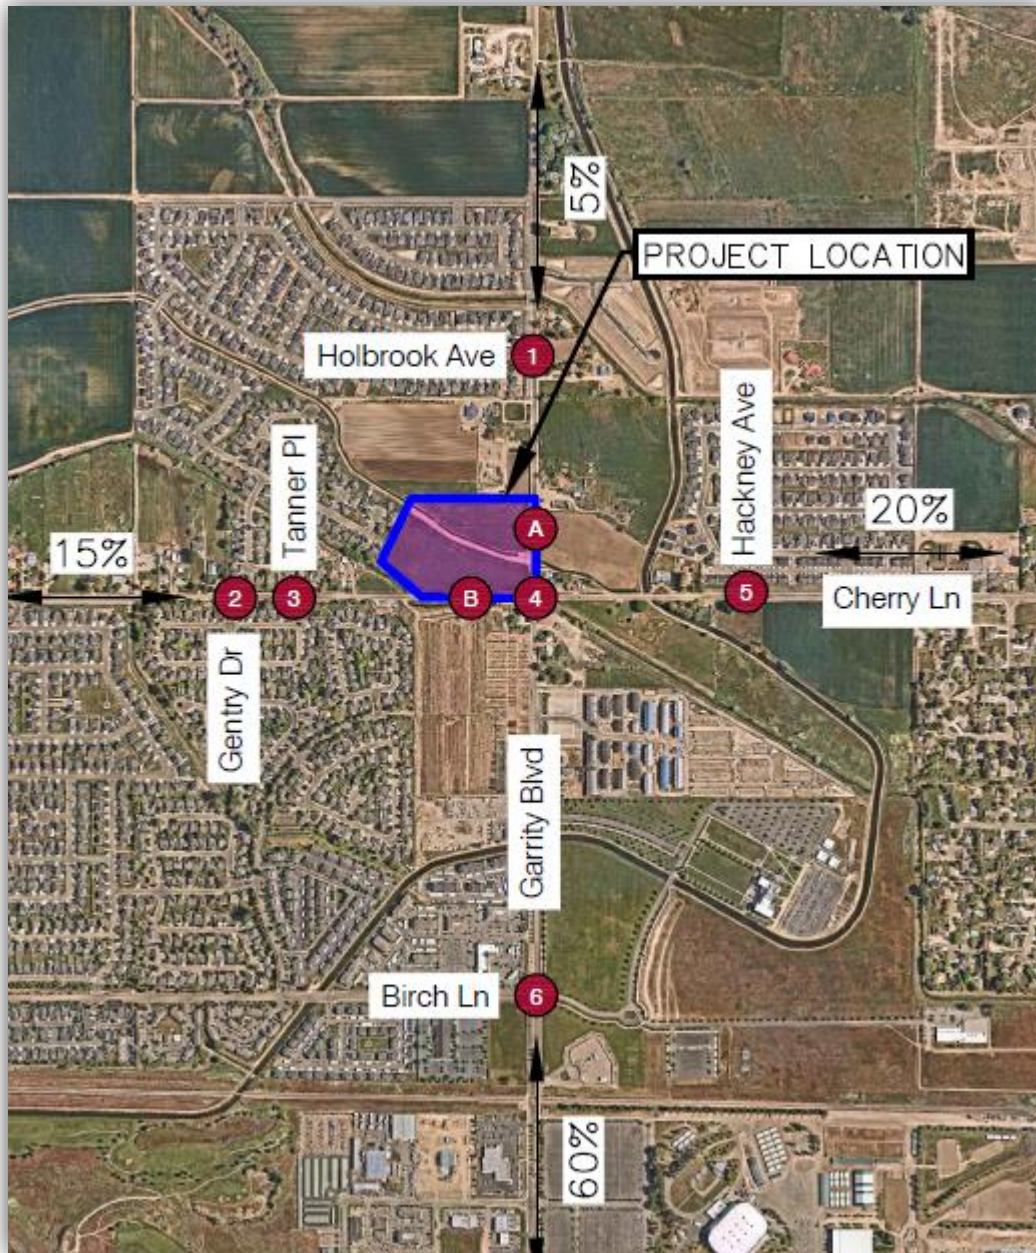 5%
PROJECT LOCATION
Holbrook Ave
1
Tanner Pl
Hackney Ave
20%
15%
A
2
3
B
4
5
Cherry Ln
Gentry Dr
Garrity Blvd
Birch Ln
6
60%